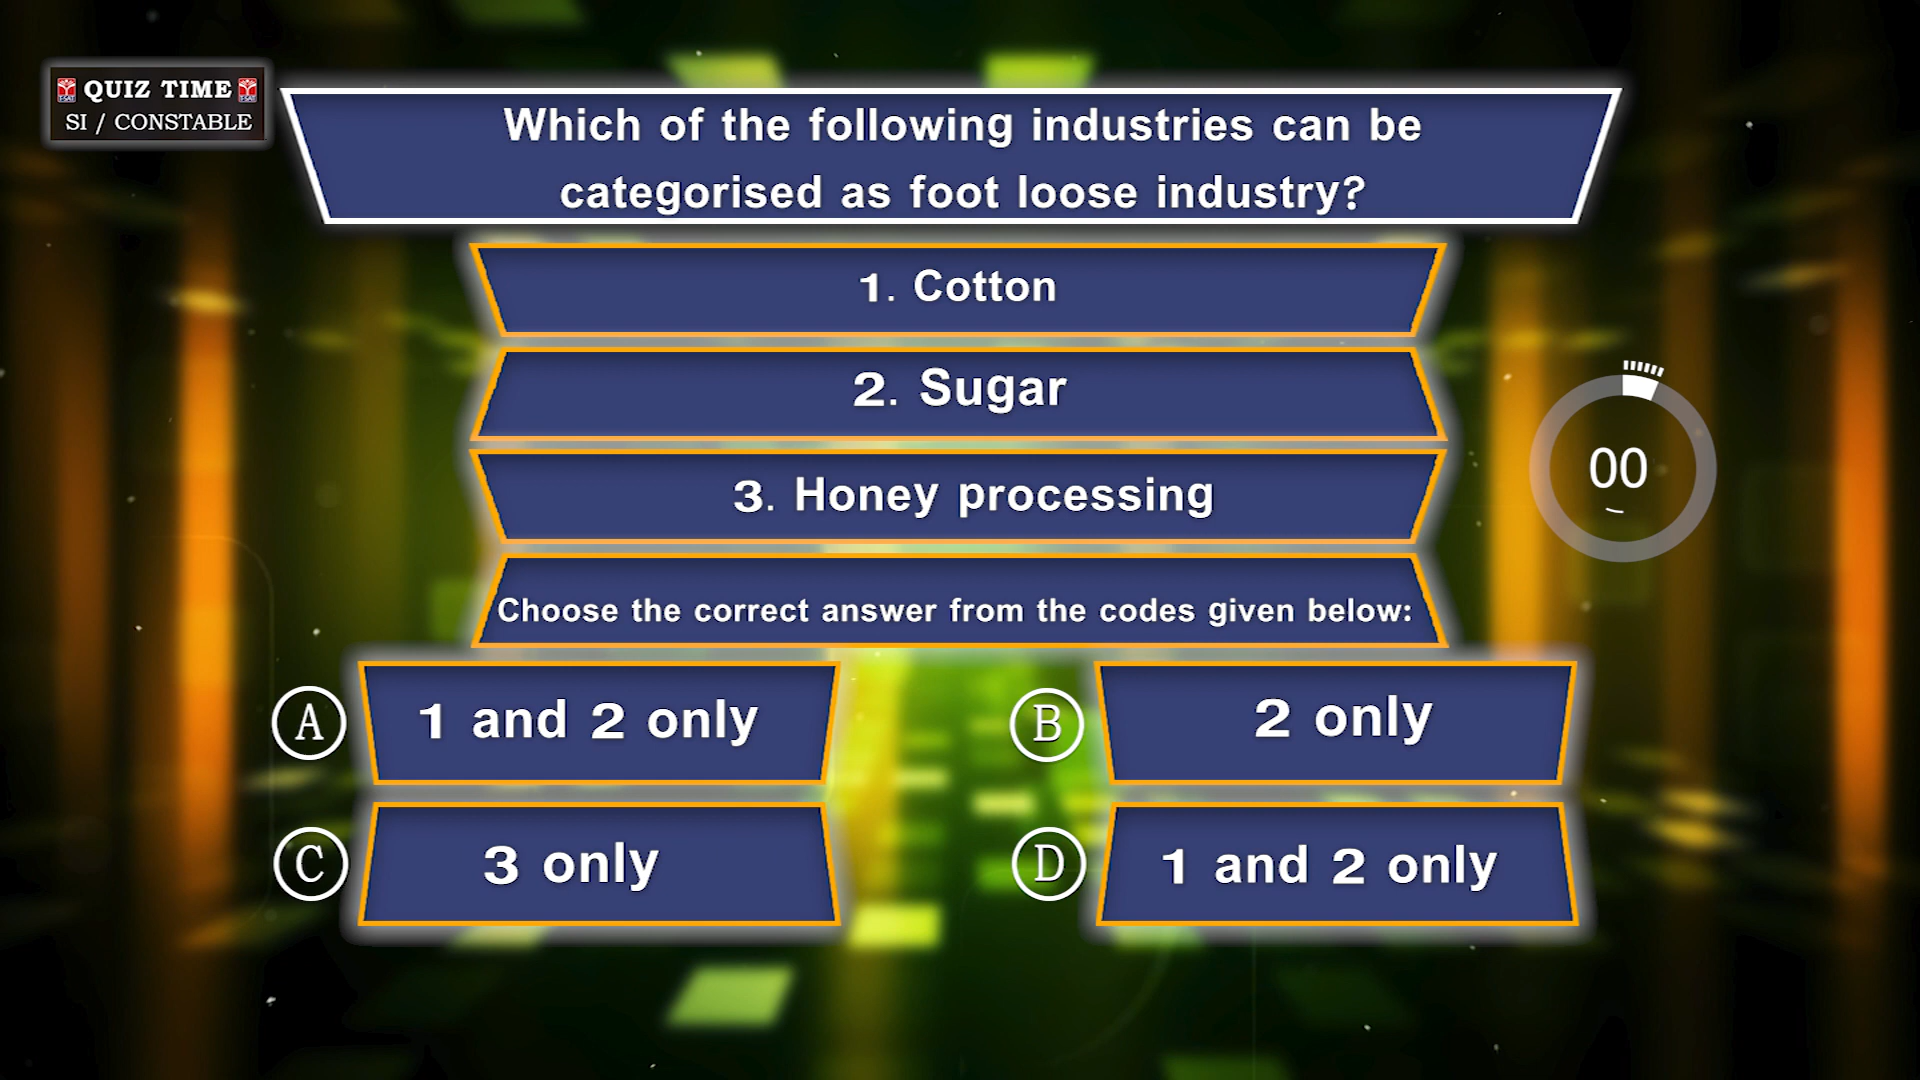 QUIZ TIME
SI / CONSTABLE
Which of the following industries can be
categorised as foot loose industry?
1. Cotton
2. Sugar
3. Honey processing
Choose the correct answer from the codes given below:
A 1 and 2 only
B 2 only
C 3 only
D 1 and 2 only
00